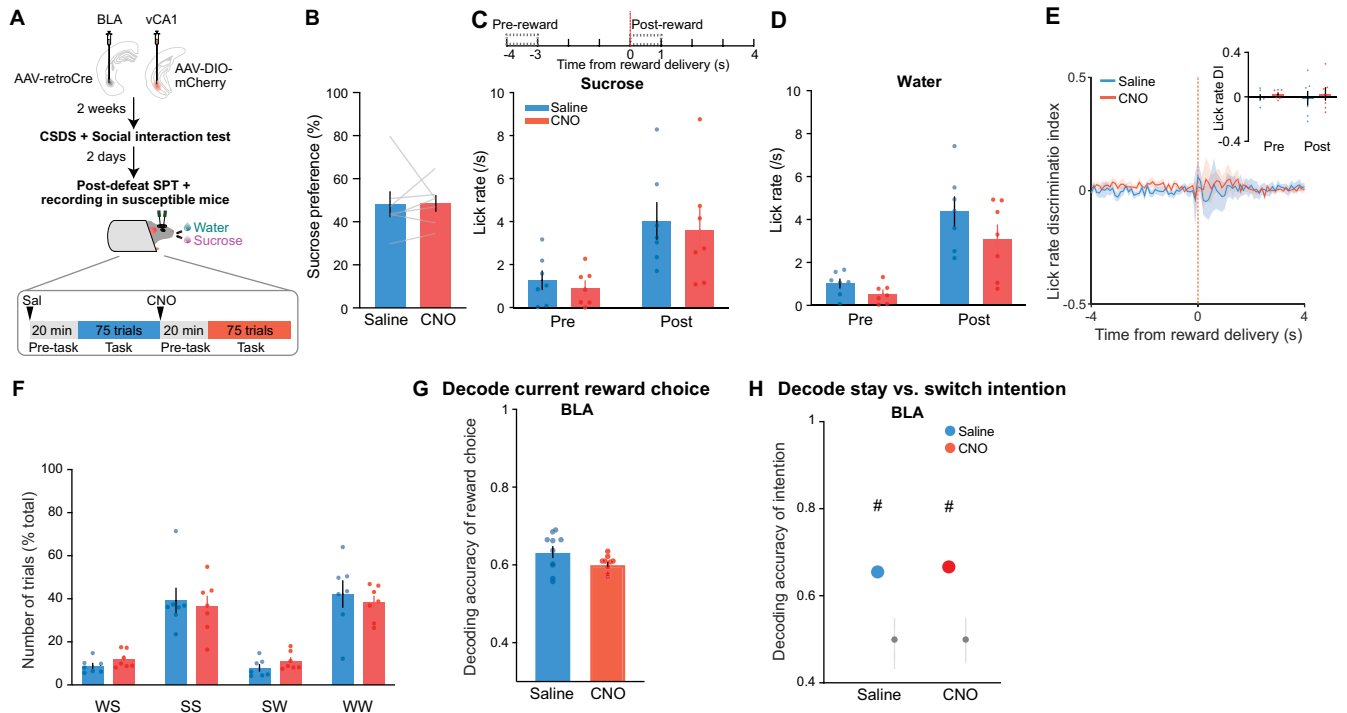 A
BLA
vCA1
AAV-retroCre
AAV-DIO-
mCherry
2 weeks
CSDS + Social interaction test
2 days
Post-defeat SPT +
recording in susceptible mice
Water
Sucrose
Sal
CNO
20 min
75 trials
20 min
75 trials
Pre-task
Task
Pre-task
Task
B
Sucrose preference (%)
100
80
60
40
20
0
Saline
CNO
C
Pre-reward
Post-reward
-4
-3
0
1
4
Time from reward delivery (s)
Sucrose
Saline
CNO
Lick rate (/s)
10
8
6
4
2
0
Pre
Post
D
Water
Lick rate (/s)
10
8
6
4
2
0
Pre
Post
E
Saline
CNO
Lick rate discriminatio index
0.5
0
-0.5
-4
0
4
Time from reward delivery (s)
Lick rate DI
0.4
0
-0.4
Pre
Post
F
Number of trials (% total)
100
80
60
40
20
0
WS
SS
SW
WW
G Decode current reward choice
BLA
Decoding accuracy of reward choice
1
0.8
0.6
0.4
Saline
CNO
H Decode stay vs. switch intention
BLA
Saline
CNO
Decoding accuracy of intention
1
0.8
0.6
0.4
#
#
Saline
CNO